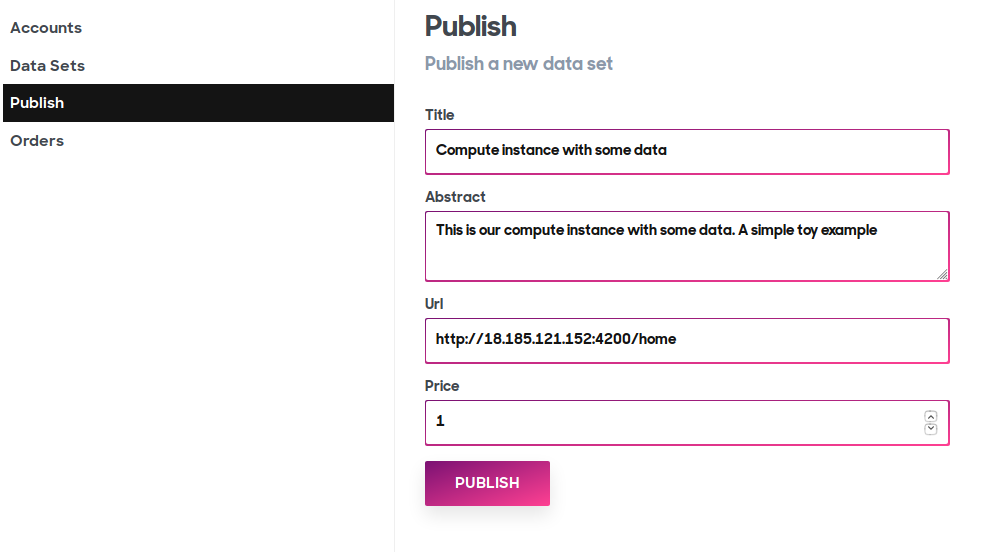 Accounts
Data Sets
Publish
Orders
Publish
Publish a new data set
Title
Compute instance with some data
Abstract
This is our compute instance with some data. A simple toy example
Url
http://18.185.121.152:4200/home
Price
1
PUBLISH